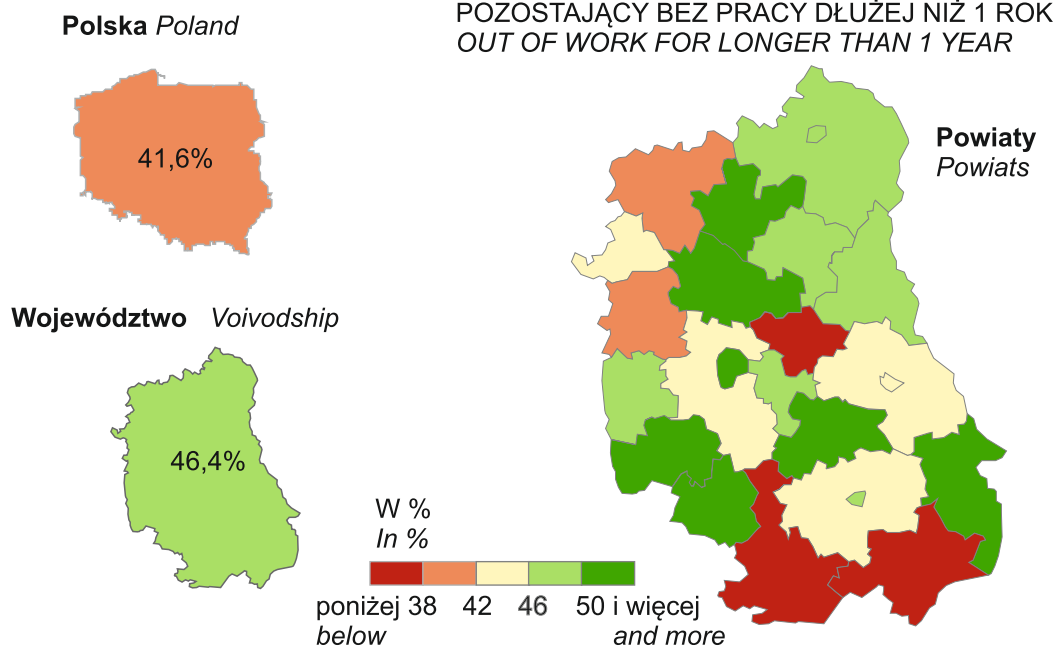 Polska Poland
POZOSTAJĄCY BEZ PRACY DŁUŻEJ NIŻ 1 ROK
OUT OF WORK FOR LONGER THAN 1 YEAR
41,6%
Powiaty
Powiats
Województwo Voivodship
46,4%
W %
In %
poniżej 38 42 46 50 i więcej
below and more